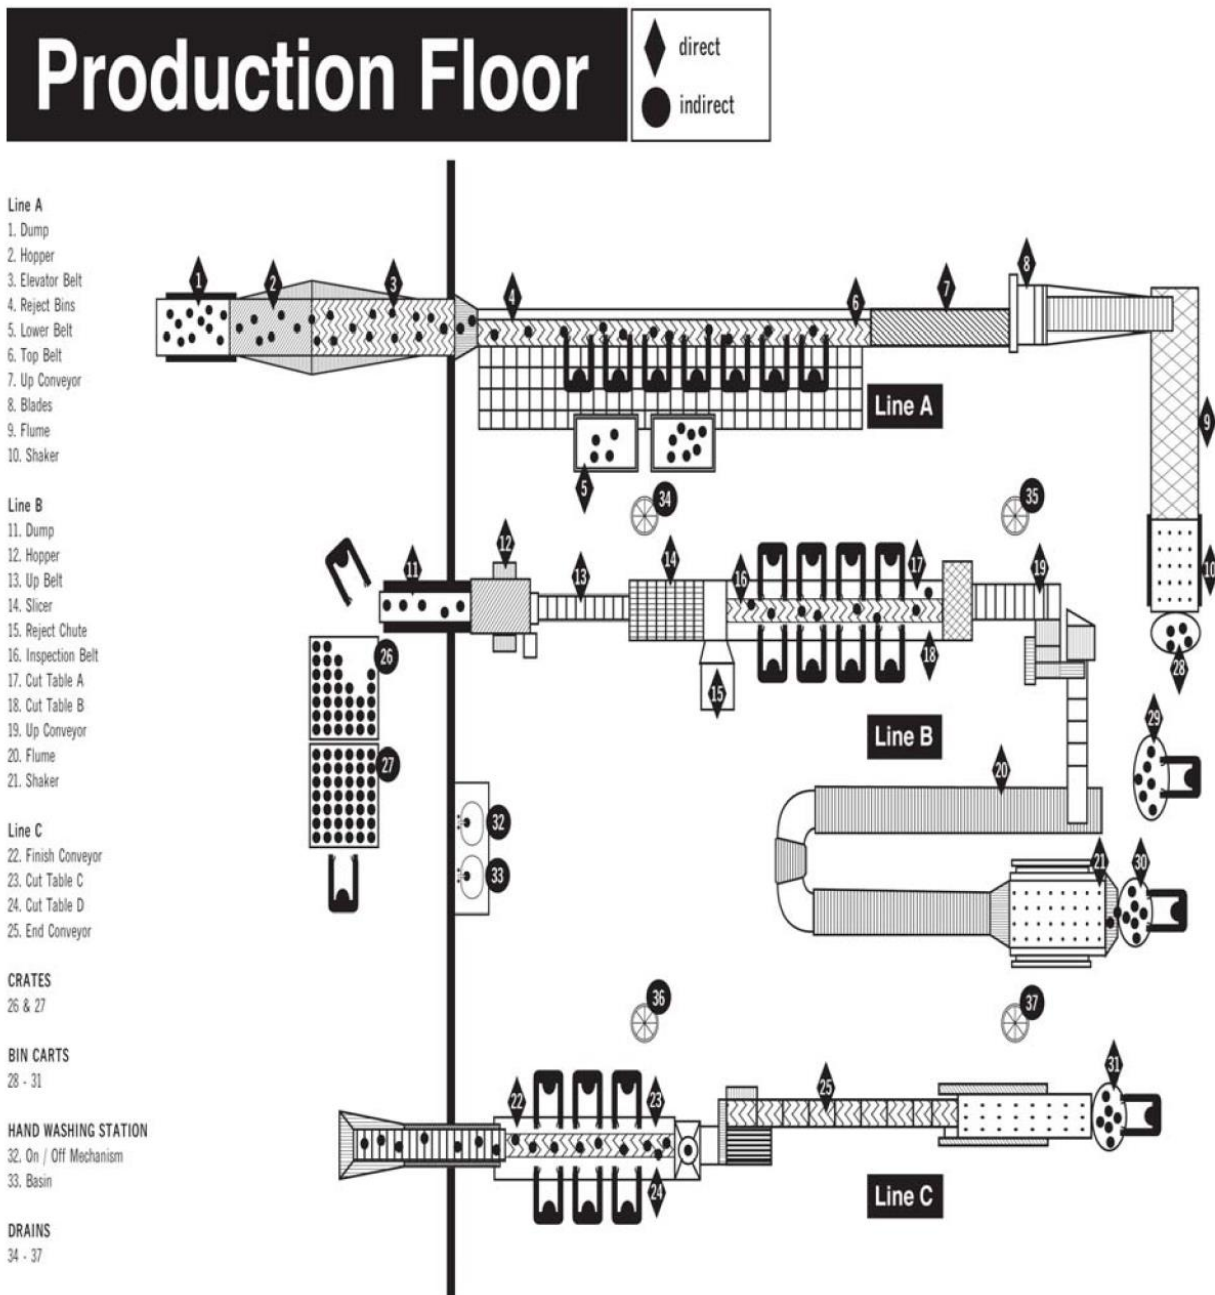 Production Floor
direct
indirect
Line A
1. Dump
2. Hopper
3. Elevator Belt
4. Reject Bins
5. Lower Belt
6. Top Belt
7. Up Conveyor
8. Blades
9. Flume
10. Shaker
Line B
11. Dump
12. Hopper
13. Up Belt
14. Slicer
15. Reject Chute
16. Inspection Belt
17. Cut Table A
18. Cut Table B
19. Up Conveyor
20. Flume
21. Shaker
Line C
22. Finish Conveyor
23. Cut Table C
24. Cut Table D
25. End Conveyor
CRATES
26 & 27
BIN CARTS
28 - 31
HAND WASHING STATION
32. On / Off Mechanism
33. Basin
DRAINS
34 - 37
1
2
3
4
6
7
8
Line A
9
5
34
35
10
11
12
13
14
16
17
19
18
15
28
26
27
Line B
29
20
32
33
21
30
36
37
22
23
25
31
24
Line C